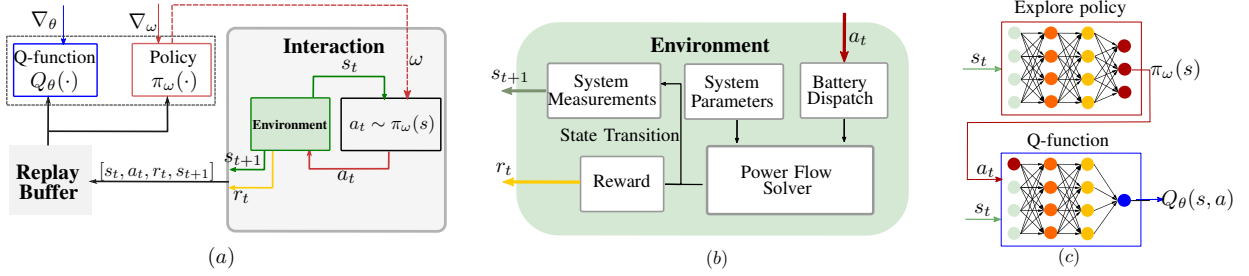 ∇_θ
∇_ω
Q-function
Q_θ(·)
Policy
π_ω(·)
Interaction
s_t
ω
Environment
a_t ∼ π_ω(s)
s_{t+1}
a_t
r_t
Replay
Buffer
[s_t, a_t, r_t, s_{t+1}]
(a)
Environment
a_t
s_{t+1}
System
Measurements
System
Parameters
Battery
Dispatch
State Transition
r_t
Reward
Power Flow
Solver
(b)
Explore policy
s_t
π_ω(s)
Q-function
a_t
s_t
Q_θ(s, a)
(c)